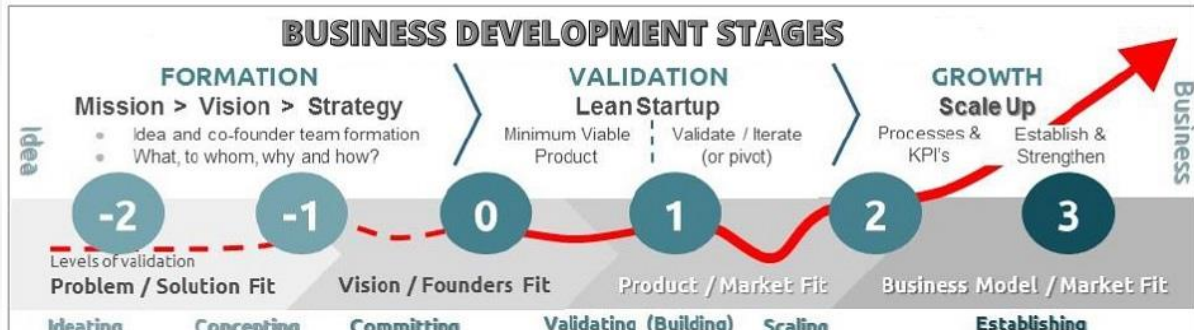 BUSINESS DEVELOPMENT STAGES
FORMATION
Mission > Vision > Strategy
Idea and co-founder team formation
What, to whom, why and how?
VALIDATION
Lean Startup
Minimum Viable
Product
Validate / Iterate
(or pivot)
GROWTH
Scale Up
Processes &
KPI's
Establish &
Strengthen
Idea
Business
-2
-1
0
1
2
3
Levels of validation
Problem / Solution Fit
Vision / Founders Fit
Product / Market Fit
Business Model / Market Fit
Ideating
Concepting
Committing
Validating (Building)
Scaling
Establishing